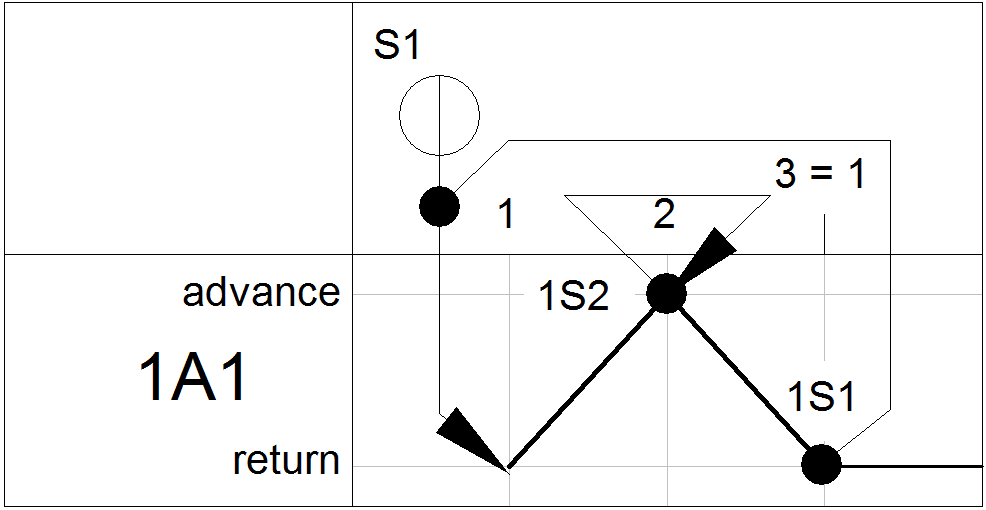 S1
3 = 1
1
2
advance
1S2
1A1
1S1
return